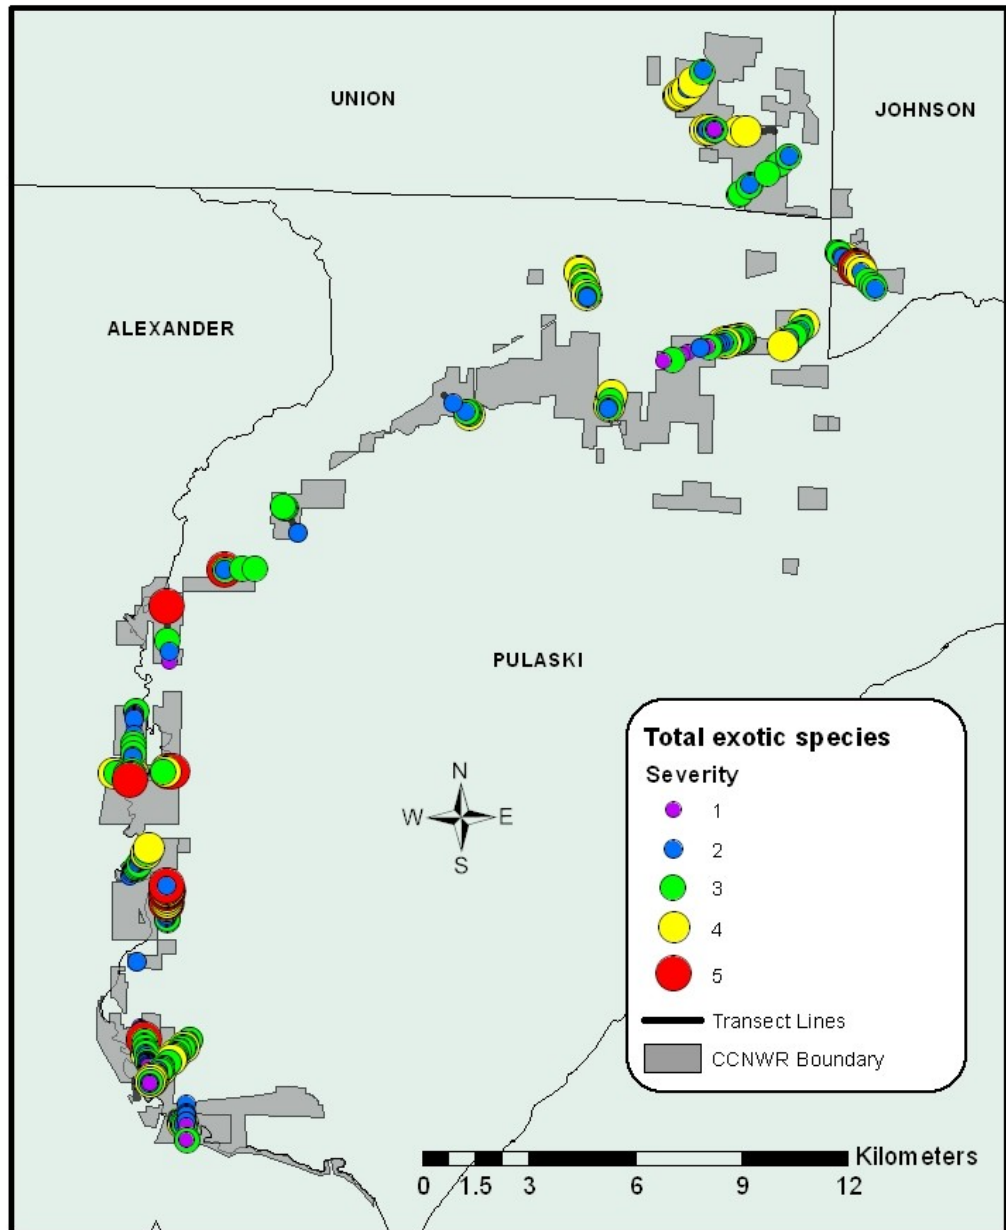 UNION
JOHNSON
ALEXANDER
PULASKI
Total exotic species
Severity
1
2
3
4
5
Transect Lines
CCNWR Boundary
N
W E
S
Kilometers
0 1.5 3 6 9 12